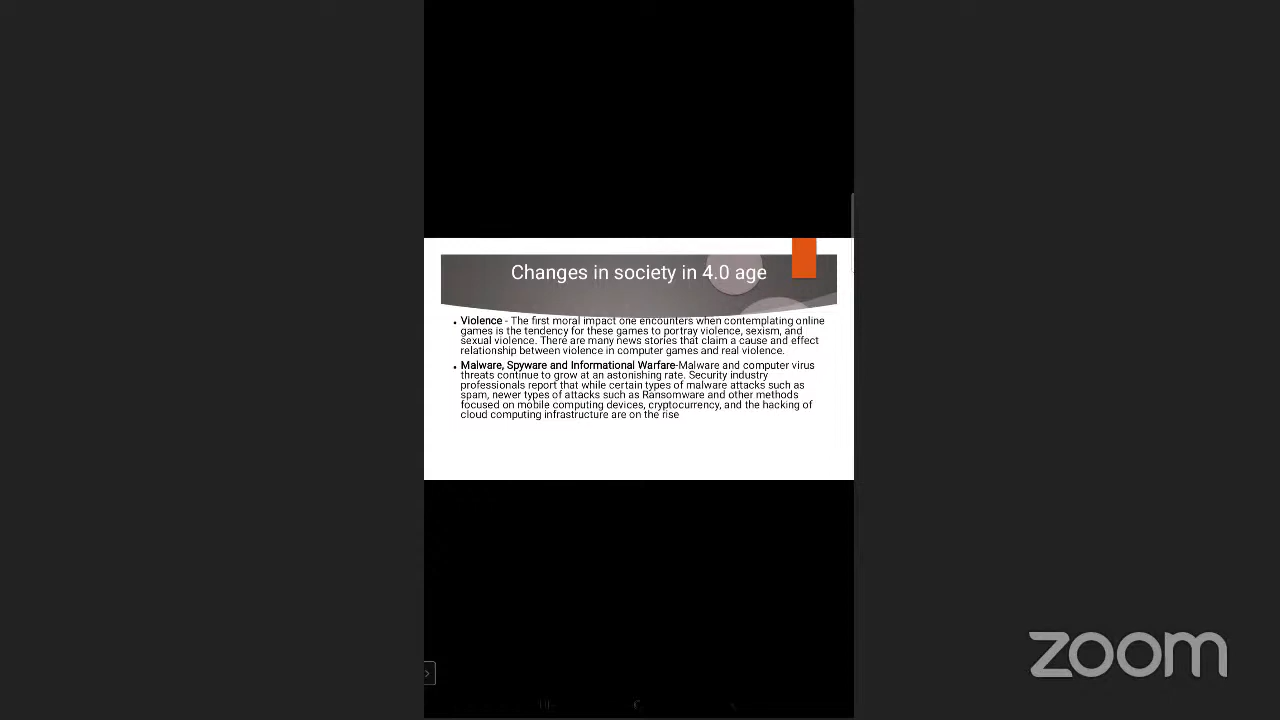 Changes in society in 4.0 age
• Violence - The first moral impact one encounters when contemplating online
games is the tendency for these games to portray violence, sexism, and
sexual violence. There are many news stories that claim a cause and effect
relationship between violence in computer games and real violence.
• Malware, Spyware and Informational Warfare-Malware and computer virus
threats continue to grow at an astonishing rate. Security industry
professionals report that while certain types of malware attacks such as
spam, newer types of attacks such as Ransomware and other methods
focused on mobile computing devices, cryptocurrency, and the hacking of
cloud computing infrastructure are on the rise
zoom